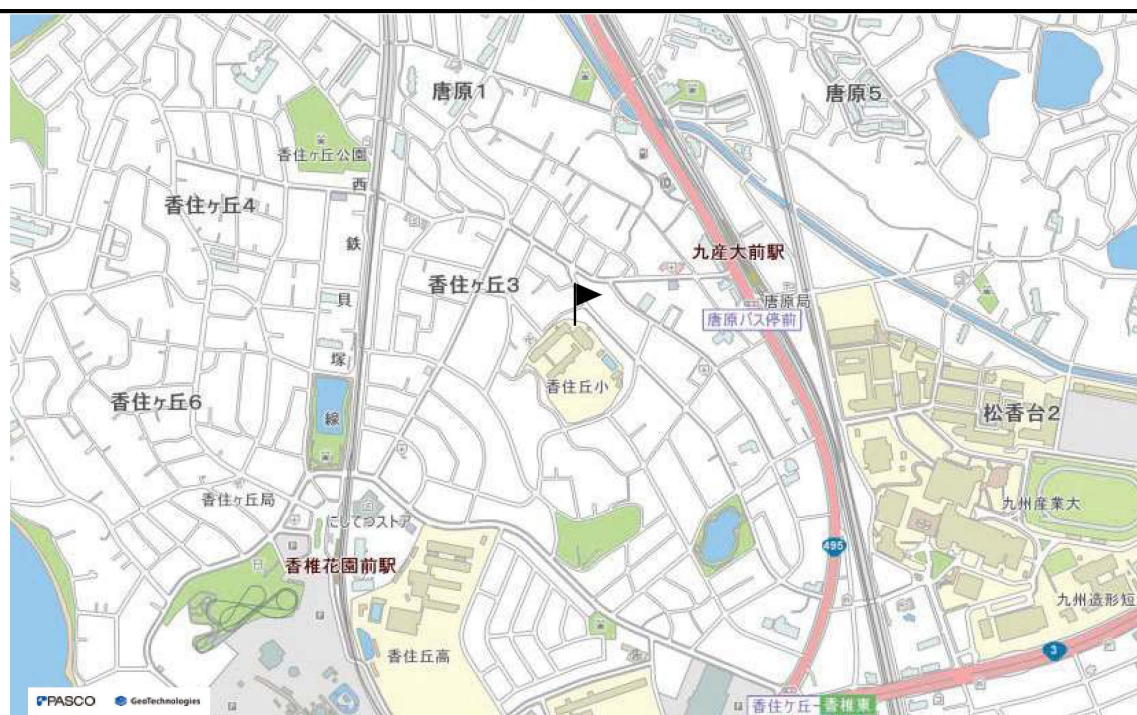 唐原1
唐原5
香住ヶ丘公園
西鉄貝塚線
香住ヶ丘4
九産大前駅
香住ヶ丘3
唐原局
唐原バス停前
香住丘小
香住ヶ丘6
松香台2
香住ヶ丘局
にしてつストア
九州産業大
495
香椎花園前駅
九州造形短
香住丘高
3
PASCO
GeoTechnologies
香住ケ丘-香椎東